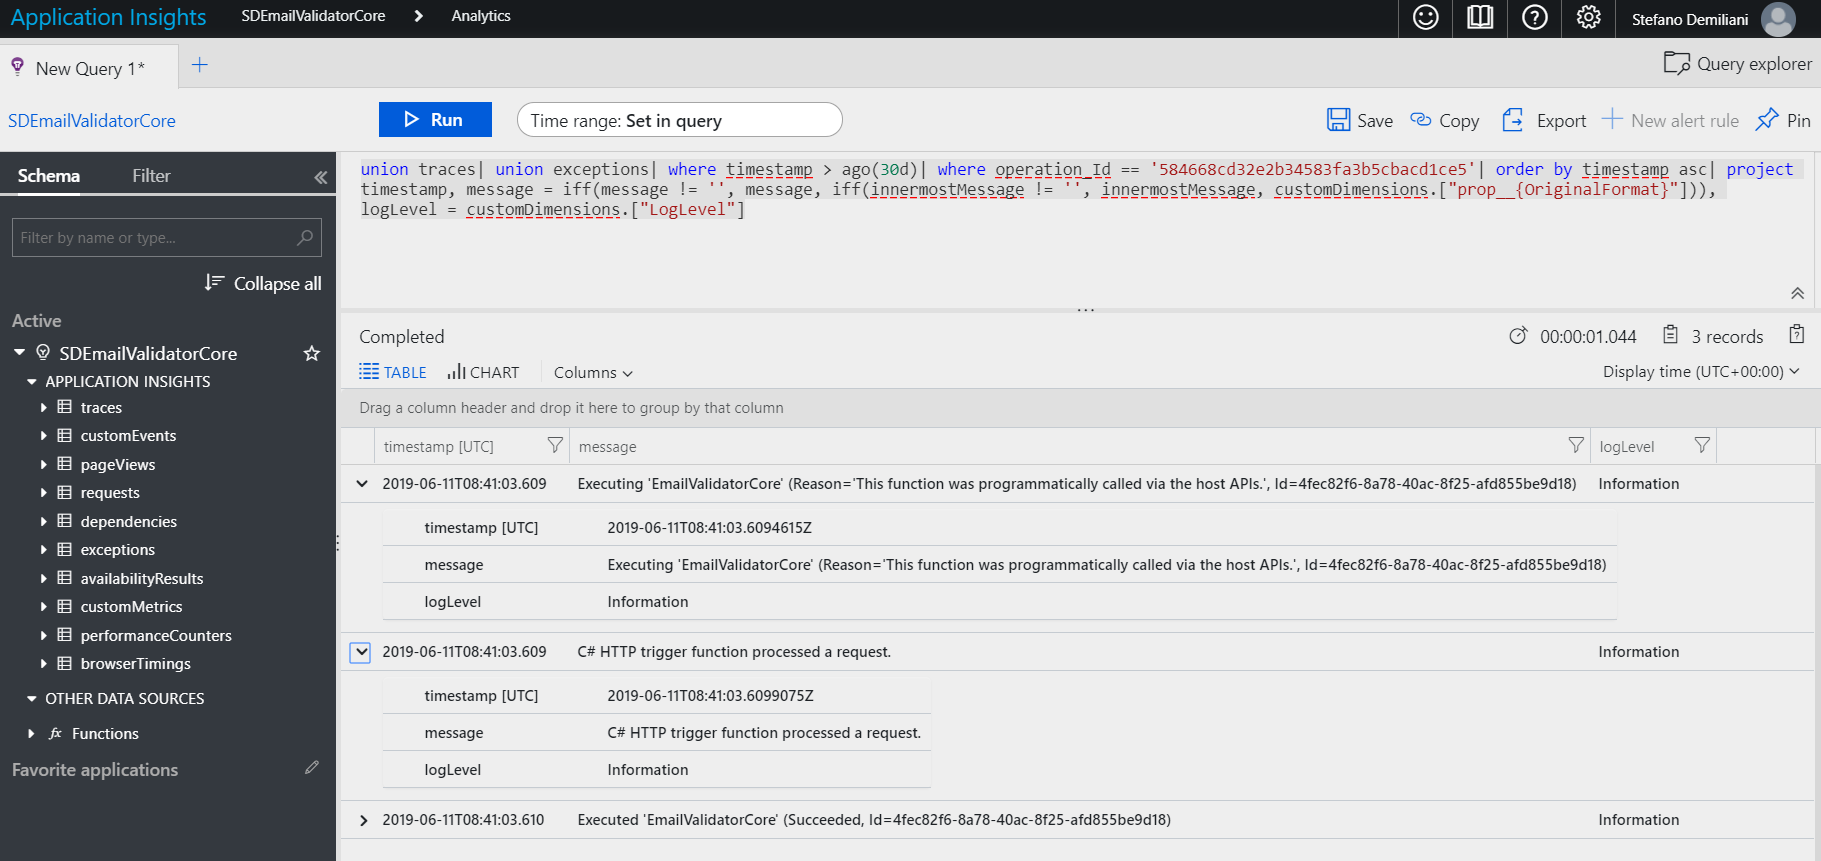 Application Insights SDEmailValidatorCore Analytics Stefano Demiliani
New Query 1* Query explorer
SDEmailValidatorCore Run Time range: Set in query Save Copy Export New alert rule Pin
union traces| union exceptions| where timestamp > ago(30d)| where operation_Id == '584668cd32e2b34583fa3b5cbacd1ce5'| order by timestamp asc| project
timestamp, message = iff(message != '', message, iff(innermostMessage != '', innermostMessage, customDimensions.["prop__{OriginalFormat}"])),
logLevel = customDimensions.["LogLevel"]
Schema Filter
Filter by name or type...
Collapse all
Active
SDEmailValidatorCore
APPLICATION INSIGHTS
traces
customEvents
pageViews
requests
dependencies
exceptions
availabilityResults
customMetrics
performanceCounters
browserTimings
OTHER DATA SOURCES
fx Functions
Favorite applications
Completed 00:00:01.044 3 records
TABLE CHART Columns Display time (UTC+00:00)
Drag a column header and drop it here to group by that column
timestamp [UTC] message logLevel
2019-06-11T08:41:03.609 Executing 'EmailValidatorCore' (Reason='This function was programmatically called via the host APIs.', Id=4fec82f6-8a78-40ac-8f25-afd855be9d18) Information
timestamp [UTC] 2019-06-11T08:41:03.6094615Z
message Executing 'EmailValidatorCore' (Reason='This function was programmatically called via the host APIs.', Id=4fec82f6-8a78-40ac-8f25-afd855be9d18)
logLevel Information
2019-06-11T08:41:03.609 C# HTTP trigger function processed a request. Information
timestamp [UTC] 2019-06-11T08:41:03.6099075Z
message C# HTTP trigger function processed a request.
logLevel Information
2019-06-11T08:41:03.610 Executed 'EmailValidatorCore' (Succeeded, Id=4fec82f6-8a78-40ac-8f25-afd855be9d18) Information